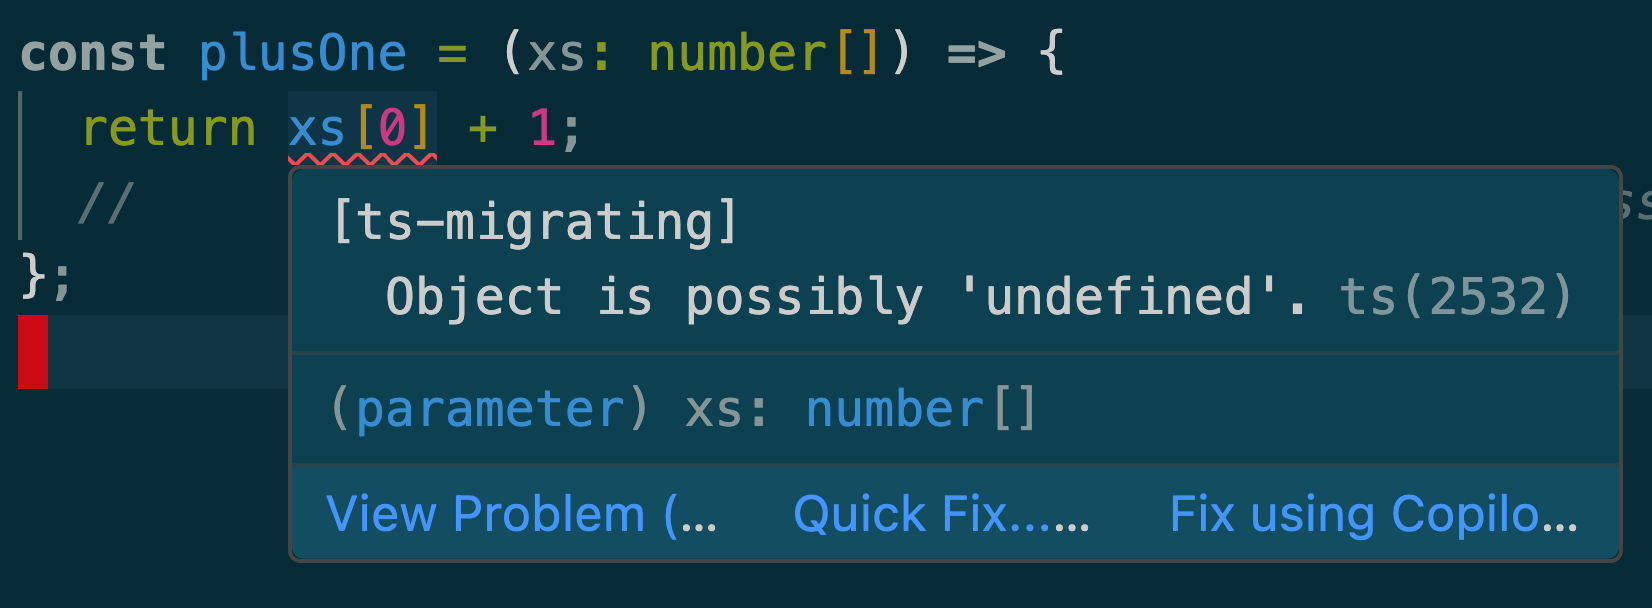 const plusOne = (xs: number[]) => {
return xs[0] + 1;
//
};
[ts-migrating]
Object is possibly 'undefined'. ts(2532)
(parameter) xs: number[]
View Problem (... Quick Fix...... Fix using Copilo...